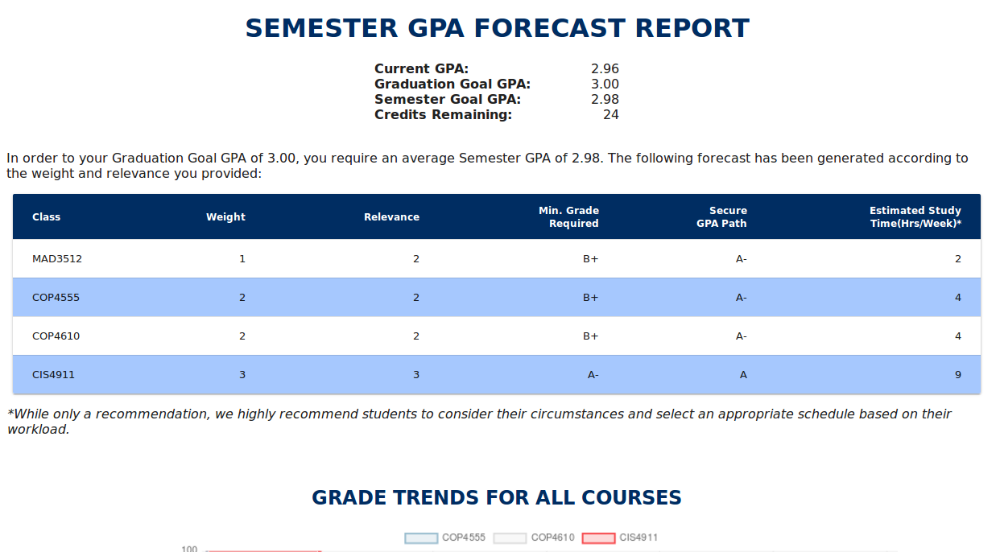 SEMESTER GPA FORECAST REPORT
Current GPA: 2.96
Graduation Goal GPA: 3.00
Semester Goal GPA: 2.98
Credits Remaining: 24
In order to your Graduation Goal GPA of 3.00, you require an average Semester GPA of 2.98. The following forecast has been generated according to
the weight and relevance you provided:
Class Weight Relevance Min. Grade Required Secure GPA Path Estimated Study Time(Hrs/Week)*
MAD3512 1 2 B+ A- 2
COP4555 2 2 B+ A- 4
COP4610 2 2 B+ A- 4
CIS4911 3 3 A- A 9
*While only a recommendation, we highly recommend students to consider their circumstances and select an appropriate schedule based on their
workload.
GRADE TRENDS FOR ALL COURSES
COP4555 COP4610 CIS4911
100